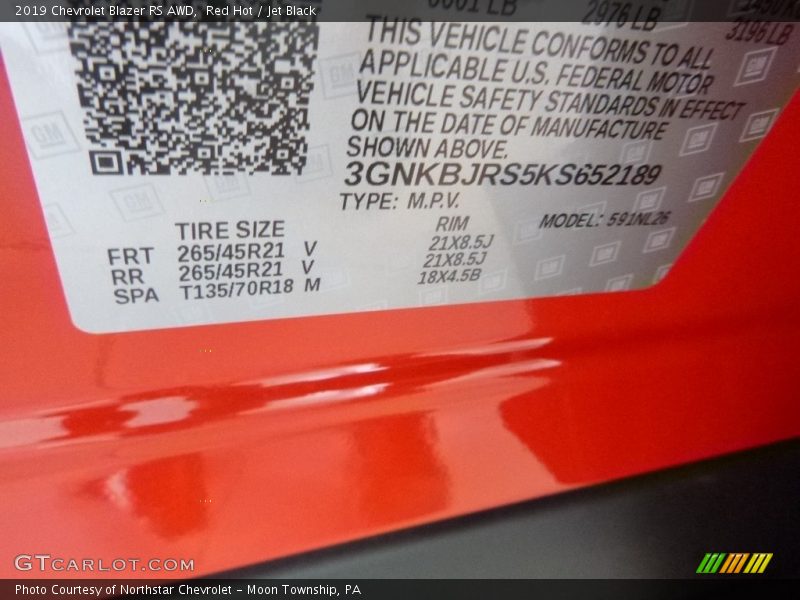 2019 Chevrolet Blazer RS AWD, Red Hot / Jet Black
2976 LB
3196LB
THIS VEHICLE CONFORMS TO ALL
APPLICABLE U.S. FEDERAL MOTOR
VEHICLE SAFETY STANDARDS IN EFFECT
ON THE DATE OF MANUFACTURE
SHOWN ABOVE.
3GNKBJRS5KS652189
TYPE: M.P.V.
MODEL: 591NL26
TIRE SIZE RIM
FRT 265/45R21 V 21X8.5J
RR 265/45R21 V 21X8.5J
SPA T135/70R18 M 18X4.5B
GTCARLOT.COM
Photo Courtesy of Northstar Chevrolet - Moon Township, PA